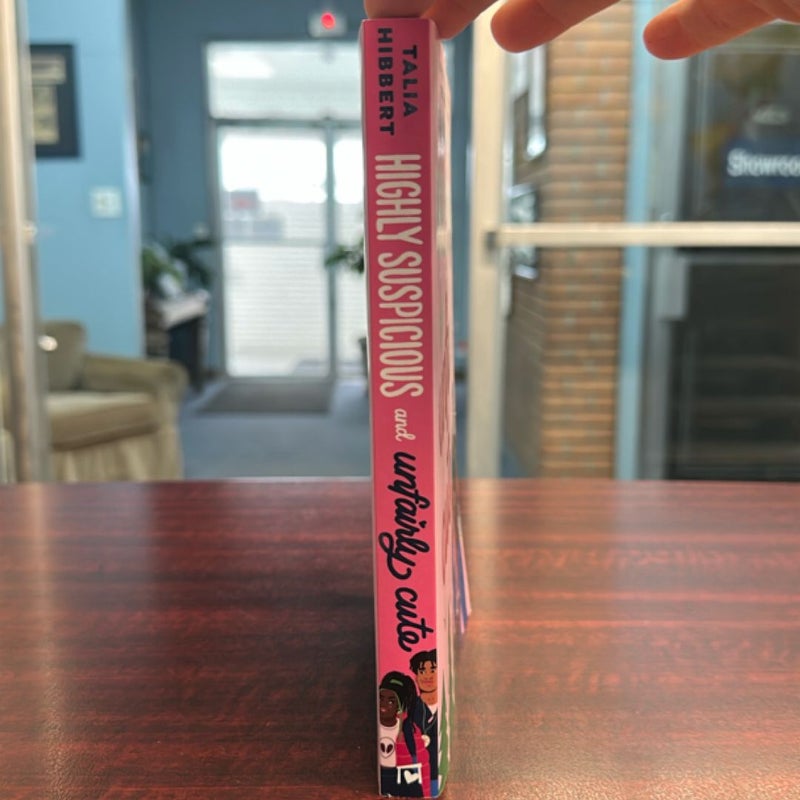 TALIA
HIBBERT
HIGHLY SUSPICIOUS and unfairly cute
Showroo